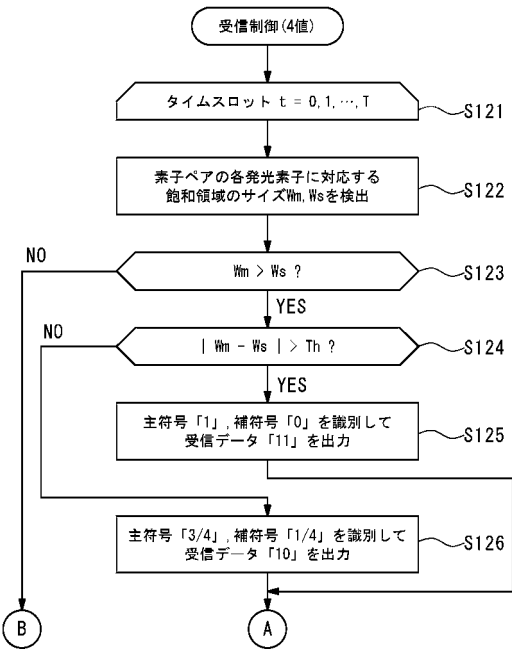 受信制御(4値)
タイムスロット t = 0,1,…,T
S121
素子ペアの各発光素子に対応する
飽和領域のサイズWm,Wsを検出
S122
NO
Wm > Ws ?
S123
YES
NO
| Wm - Ws | > Th ?
S124
YES
主符号「1」,補符号「0」を識別して
受信データ「11」を出力
S125
主符号「3/4」,補符号「1/4」を識別して
受信データ「10」を出力
S126
B
A